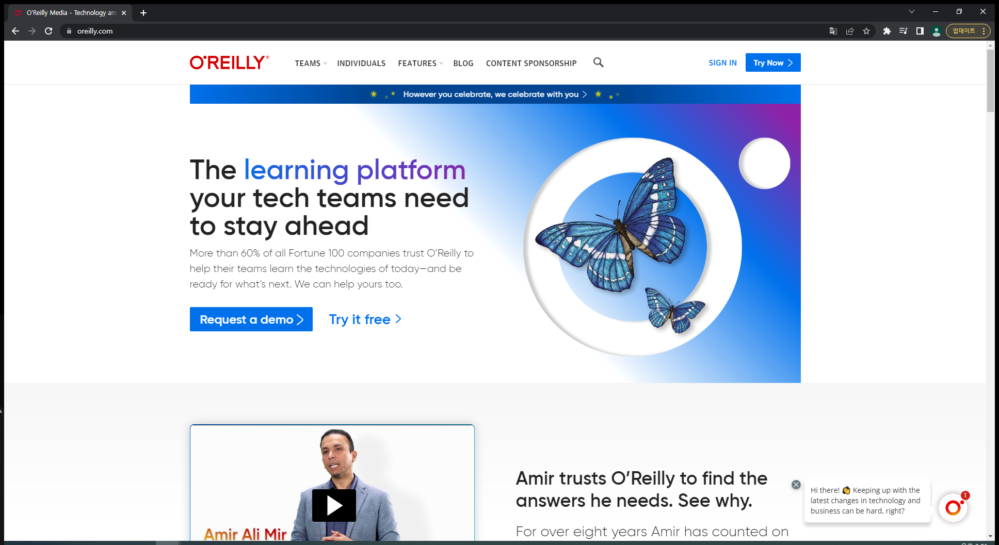 O'Reilly Media - Technology and
oreilly.com
업데이트
O'REILLY®
TEAMS
INDIVIDUALS
FEATURES
BLOG
CONTENT SPONSORSHIP
SIGN IN
Try Now
However you celebrate, we celebrate with you
The learning platform
your tech teams need
to stay ahead
More than 60% of all Fortune 100 companies trust O’Reilly to
help their teams learn the technologies of today—and be
ready for what’s next. We can help yours too.
Request a demo
Try it free
Amir Ali Mir
Amir trusts O’Reilly to find the
answers he needs. See why.
For over eight years Amir has counted on
Hi there! 👏 Keeping up with the
latest changes in technology and
business can be hard, right?
1